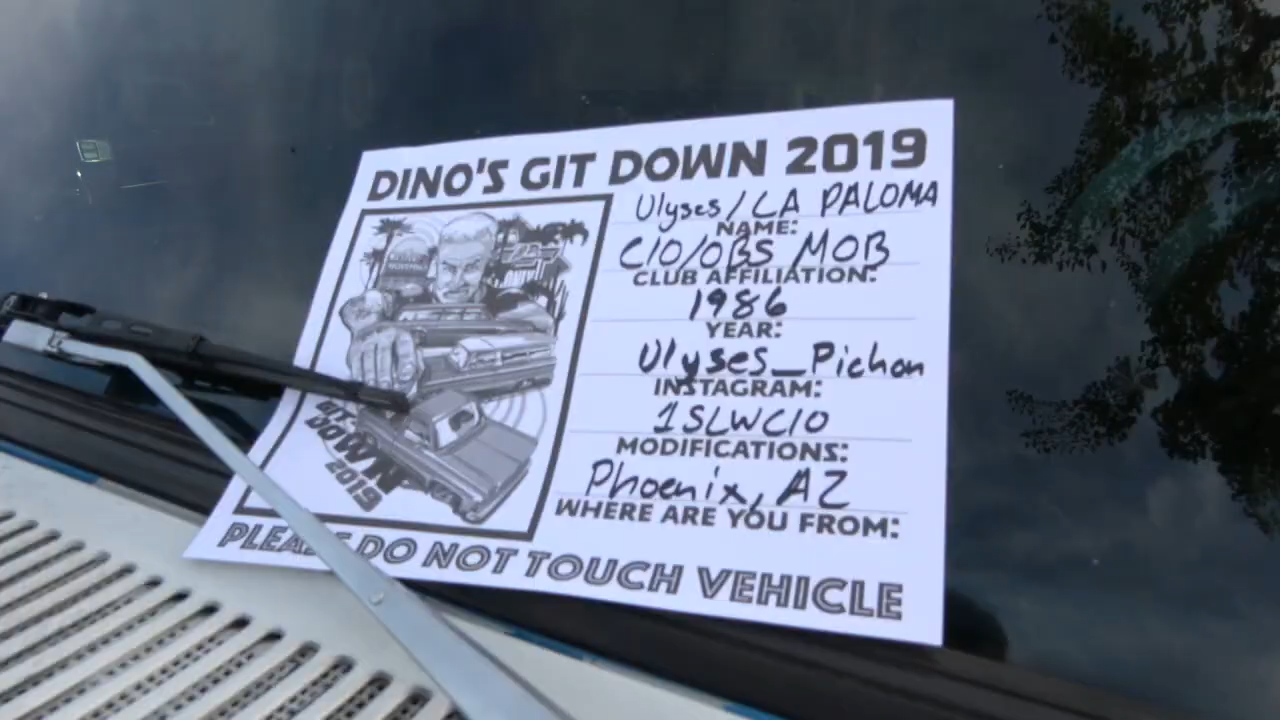 DINO'S GIT DOWN 2019
Ulyses/LA PALOMA
NAME:
C10/OBS MOB
CLUB AFFILIATION:
1986
YEAR:
Ulyses_Pichon
INSTAGRAM:
1SLWC10
MODIFICATIONS:
Phoenix, AZ
WHERE ARE YOU FROM:
GIT
DOWN
2019
PLEASE DO NOT TOUCH VEHICLE